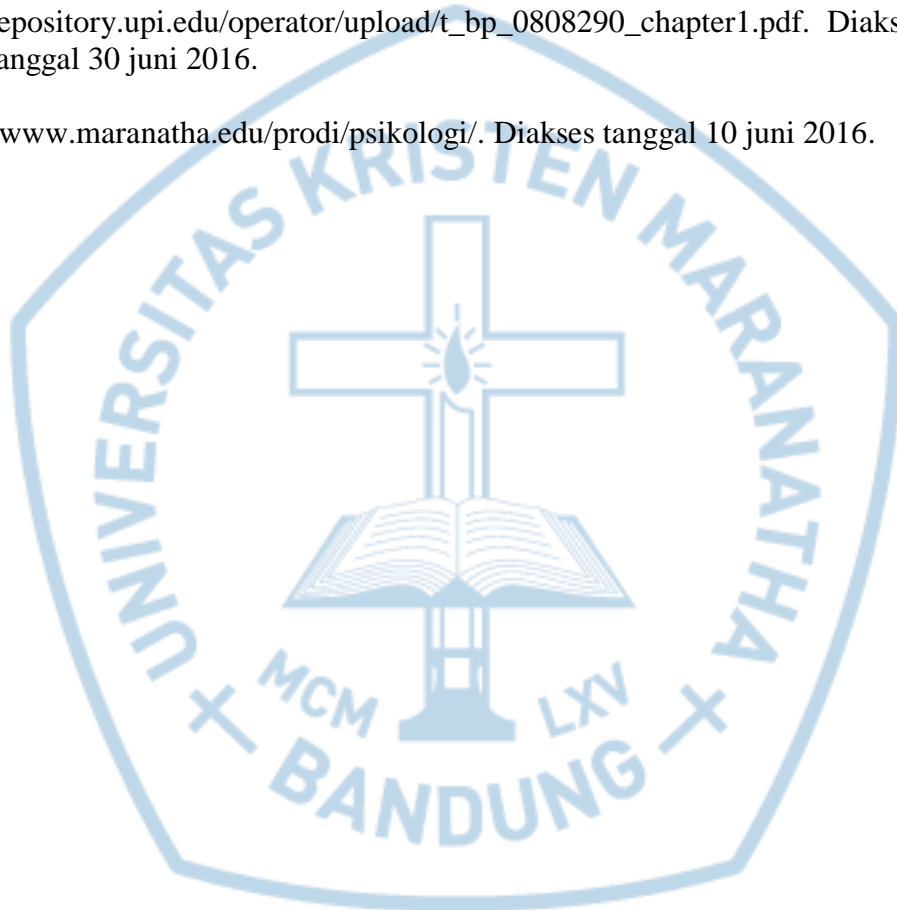 epository.upi.edu/operator/upload/t_bp_0808290_chapter1.pdf. Diaks
anggal 30 juni 2016.
www.maranatha.edu/prodi/psikologi/. Diakses tanggal 10 juni 2016.
UNIVERSITAS KRISTEN MARANATHA
MCM LXV
BANDUNG